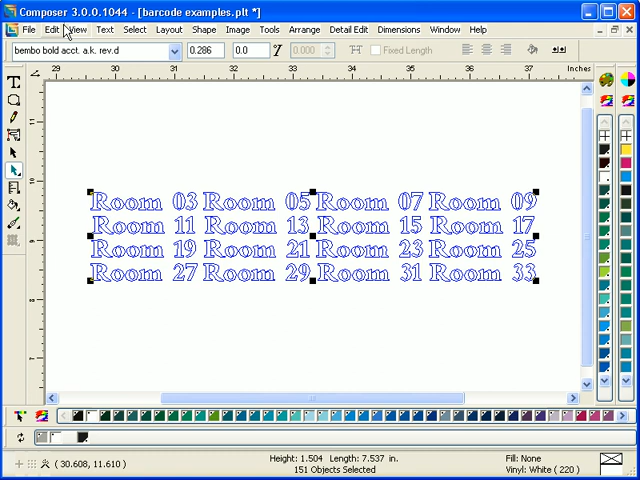 Composer 3.0.0.1044 - [barcode examples.plt *]
File Edit View Text Select Layout Shape Image Tools Arrange Detail Edit Dimensions Window Help
bembo bold acct. a.k. rev.d 0.286 0.0 0.000 Fixed Length
29 30 31 32 33 34 35 36 37 Inches
11
10
9
8
7
Room 03 Room 05 Room 07 Room 09
Room 11 Room 13 Room 15 Room 17
Room 19 Room 21 Room 23 Room 25
Room 27 Room 29 Room 31 Room 33
( 30.608, 11.610 )
Height: 1.504 Length: 7.537 in.
151 Objects Selected
Fill: None
Vinyl: White ( 220 )